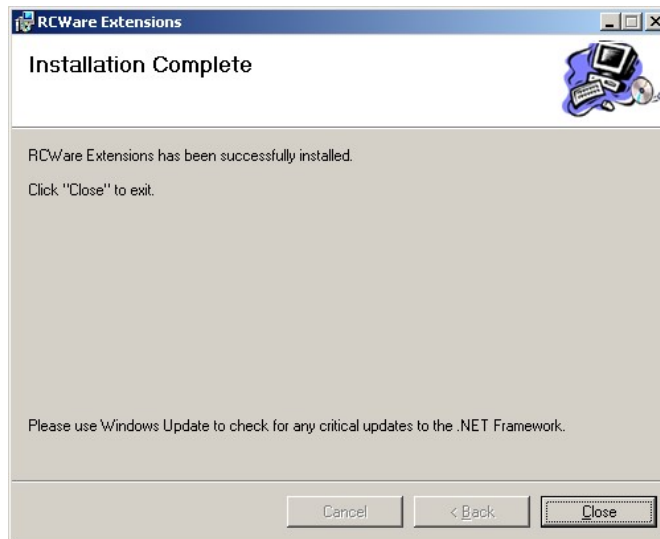 RCWare Extensions
Installation Complete
RCWare Extensions has been successfully installed.
Click "Close" to exit.
Please use Windows Update to check for any critical updates to the .NET Framework.
Cancel
< Back
Close